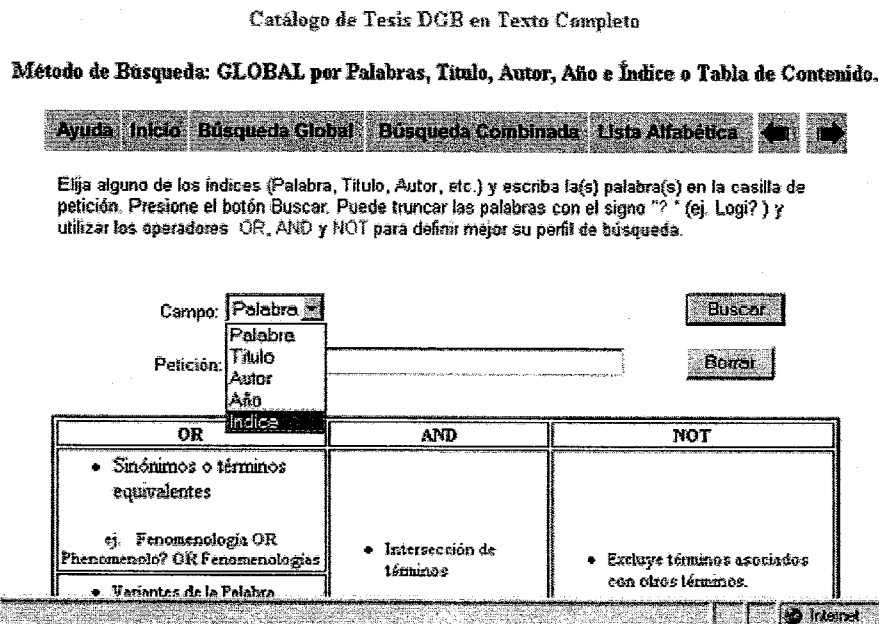 Catálogo de Tesis DGB en Texto Completo
Método de Búsqueda: GLOBAL por Palabras, Título, Autor, Año e Índice o Tabla de Contenido.
Ayuda Inicio Búsqueda Global Búsqueda Combinada Lista Alfabética
Elija alguno de los índices (Palabra, Titulo, Autor, etc.) y escriba la(s) palabra(s) en la casilla de
petición. Presione el botón Buscar. Puede truncar las palabras con el signo "? " (ej. Logi? ) y
utilizar los operadores OR, AND y NOT para definir mejor su perfil de búsqueda.
Campo: Palabra Buscar
Palabra
Petición: Título Borrar
Autor
Año
Indice
OR AND NOT
• Sinónimos o términos
equivalentes
ej. Fenomenología OR
Phenomenolo? OR Fenomenologias
• Intersección de
términos
• Excluye términos asociados
con otros términos.
• Variantes de la Palabra
Internet